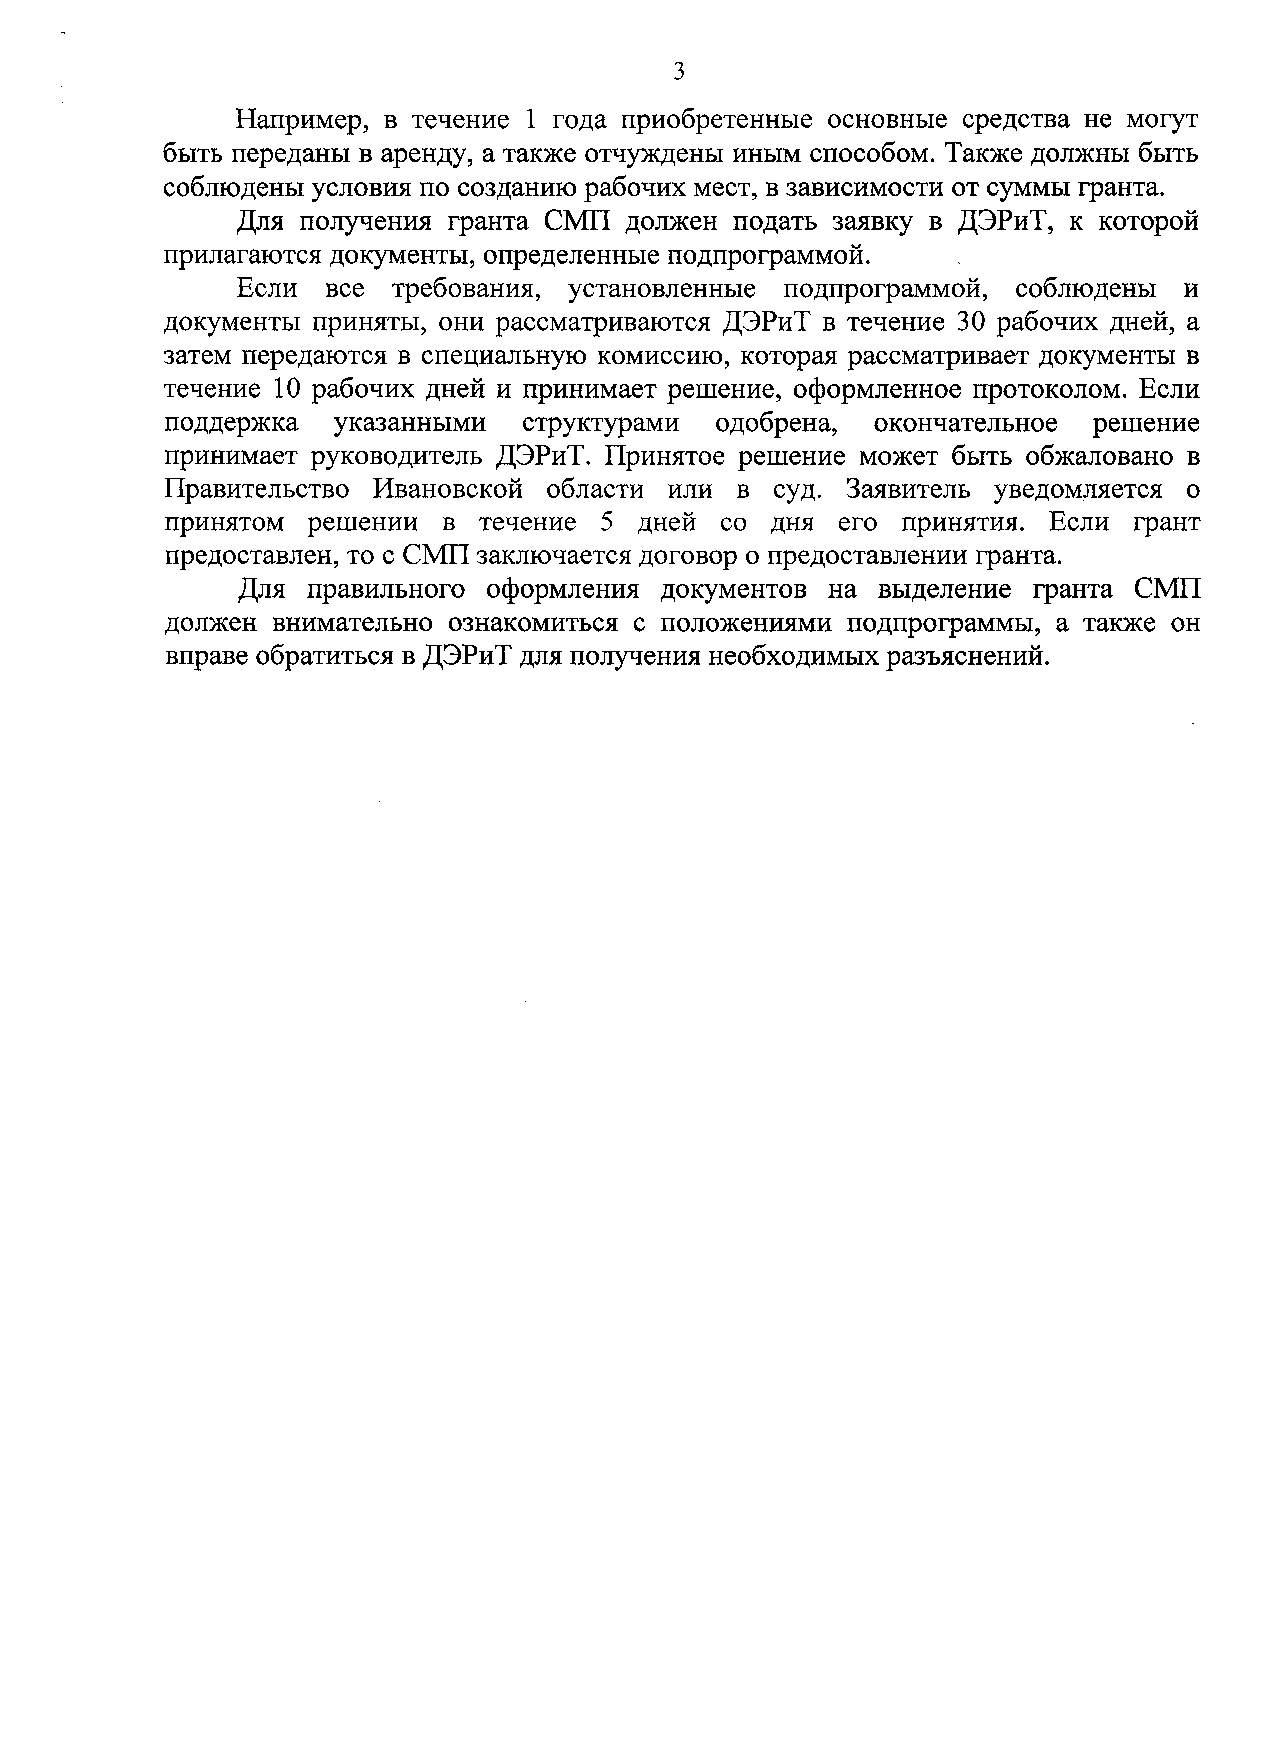 3
Например, в течение 1 года приобретенные основные средства не могут
быть переданы в аренду, а также отчуждены иным способом. Также должны быть
соблюдены условия по созданию рабочих мест, в зависимости от суммы гранта.
Для получения гранта СМП должен подать заявку в ДЭРиТ, к которой
прилагаются документы, определенные подпрограммой.
Если все требования, установленные подпрограммой, соблюдены и
документы приняты, они рассматриваются ДЭРиТ в течение 30 рабочих дней, а
затем передаются в специальную комиссию, которая рассматривает документы в
течение 10 рабочих дней и принимает решение, оформленное протоколом. Если
поддержка указанными структурами одобрена, окончательное решение
принимает руководитель ДЭРиТ. Принятое решение может быть обжаловано в
Правительство Ивановской области или в суд. Заявитель уведомляется о
принятом решении в течение 5 дней со дня его принятия. Если грант
предоставлен, то с СМП заключается договор о предоставлении гранта.
Для правильного оформления документов на выделение гранта СМП
должен внимательно ознакомиться с положениями подпрограммы, а также он
вправе обратиться в ДЭРиТ для получения необходимых разъяснений.